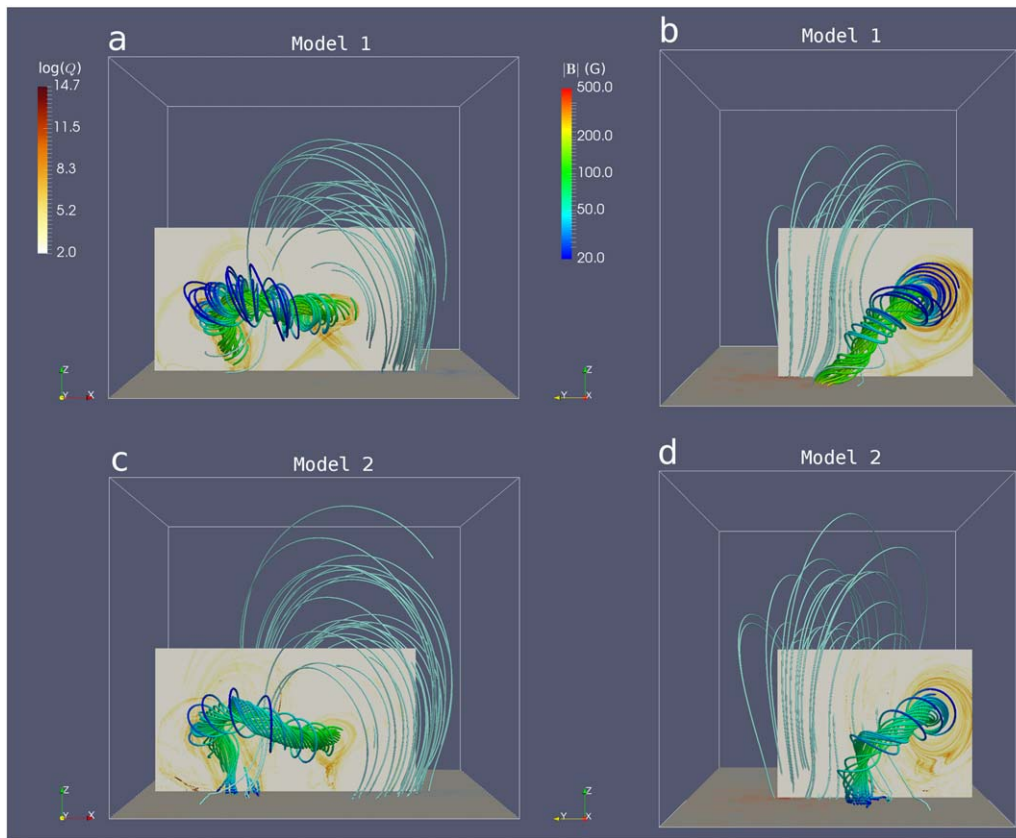 a
Model 1
b
Model 1
log(Q)
14.7
11.5
8.3
5.2
2.0
|B| (G)
500.0
200.0
100.0
50.0
20.0
Z
Y
X
Z
Y
X
c
Model 2
d
Model 2
Z
Y
X
Z
Y
X